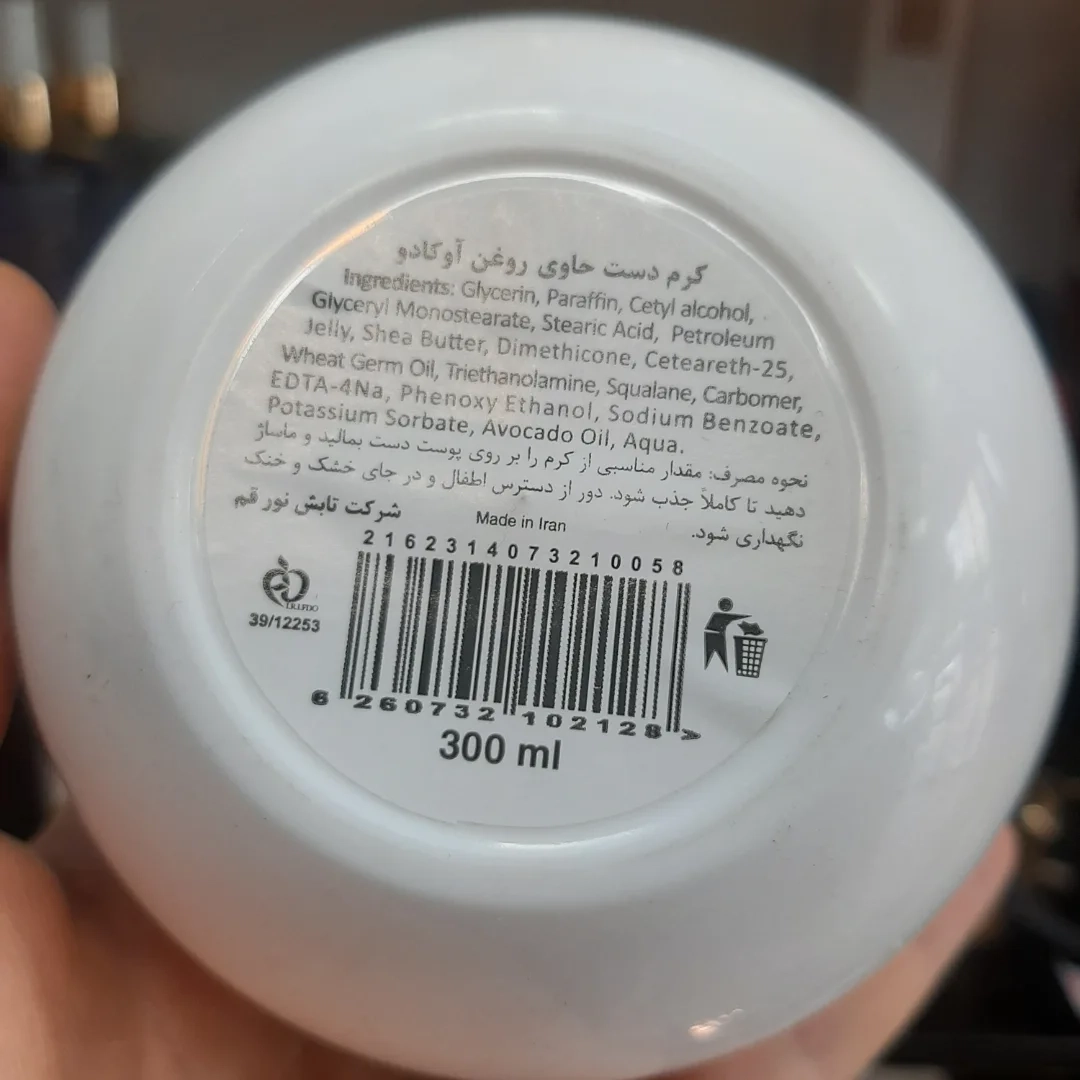 کرم دست حاوی روغن آوکادو
Ingredients: Glycerin, Paraffin, Cetyl alcohol,
Glyceryl Monostearate, Stearic Acid, Petroleum
Jelly, Shea Butter, Dimethicone, Ceteareth-25,
Wheat Germ Oil, Triethanolamine, Squalane, Carbomer,
EDTA-4Na, Phenoxy Ethanol, Sodium Benzoate,
Potassium Sorbate, Avocado Oil, Aqua.
نحوه مصرف: مقدار مناسبی از کرم را بر روی پوست دست بمالید و ماساژ
دهید تا کاملاً جذب شود. دور از دسترس اطفال و در جای خشک و خنک
نگهداری شود.
Made in Iran
شرکت تابش نور قم
2162314073210058
39/12253
6 260732 102128 >
300 ml